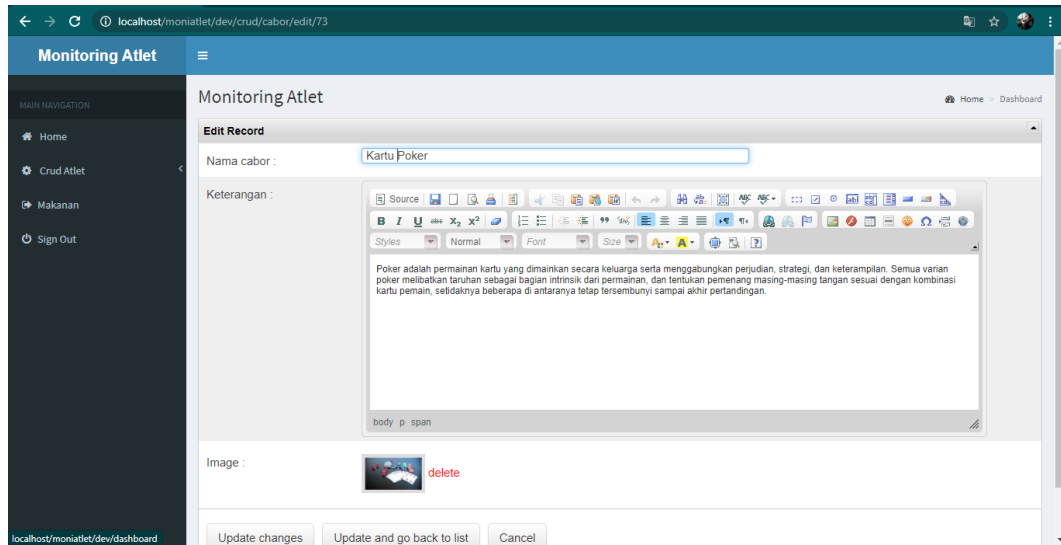 localhost/moniatlet/dev/crud/cabor/edit/73
Monitoring Atlet
MAIN NAVIGATION
Home
Crud Atlet
Makanan
Sign Out
Monitoring Atlet
Home > Dashboard
Edit Record
Nama cabor :
Kartu Poker
Keterangan :
Source
Styles Normal Font Size
Poker adalah permainan kartu yang dimainkan secara keluarga serta menggabungkan perjudian, strategi, dan keterampilan. Semua varian
poker melibatkan taruhan sebagai bagian intrinsik dari permainan, dan tentukan pemenang masing-masing tangan sesuai dengan kombinasi
kartu pemain, setidaknya beberapa di antaranya tetap tersembunyi sampai akhir pertandingan.
body p span
Image :
delete
Update changes Update and go back to list Cancel
localhost/moniatlet/dev/dashboard